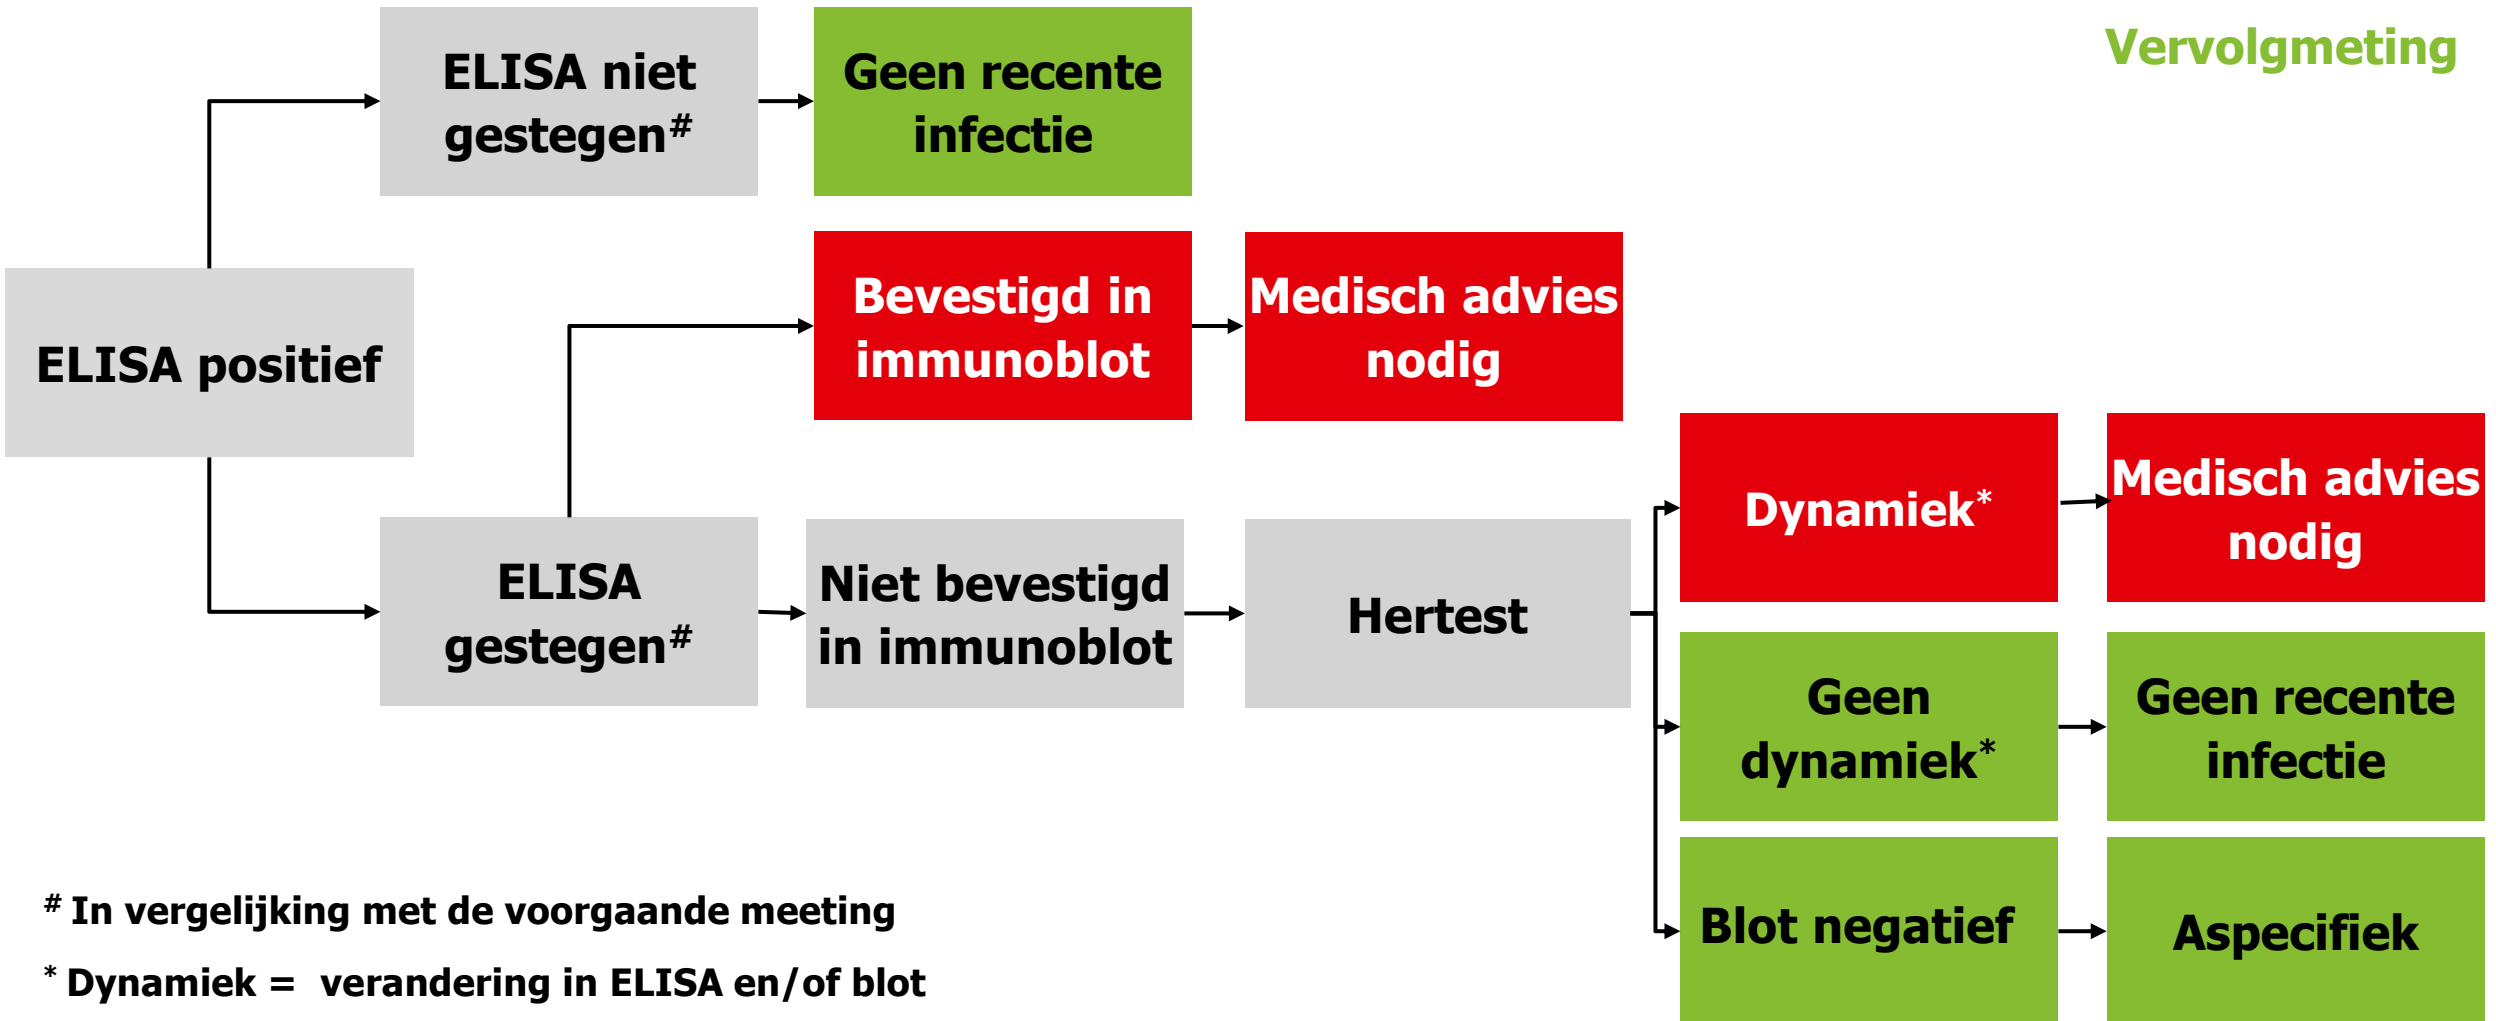 Vervolgmeting
ELISA niet
gestegen#
Geen recente
infectie
Bevestigd in
immunoblot
Medisch advies
nodig
ELISA positief
ELISA
gestegen#
Niet bevestigd
in immunoblot
Hertest
Dynamiek*
Medisch advies
nodig
Geen
dynamiek*
Geen recente
infectie
Blot negatief
Aspecifiek
# In vergelijking met de voorgaande meeting
* Dynamiek = verandering in ELISA en/of blot